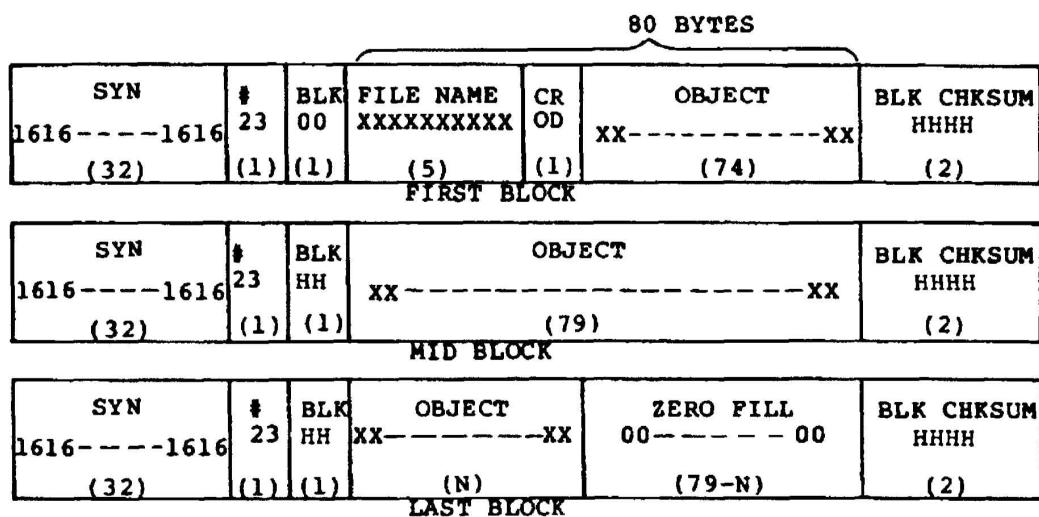 80 BYTES
SYN # BLK FILE NAME CR OBJECT BLK CHKSUM
1616----1616 23 00 XXXXXXXXXX OD XX----------XX HHHH
(32) (1) (1) (5) (1) (74) (2)
FIRST BLOCK
SYN # BLK OBJECT BLK CHKSUM
1616----1616 23 HH XX-------------------XX HHHH
(32) (1) (1) (79) (2)
MID BLOCK
SYN # BLK OBJECT ZERO FILL BLK CHKSUM
1616----1616 23 HH XX-------XX 00------00 HHHH
(32) (1) (1) (N) (79-N) (2)
LAST BLOCK